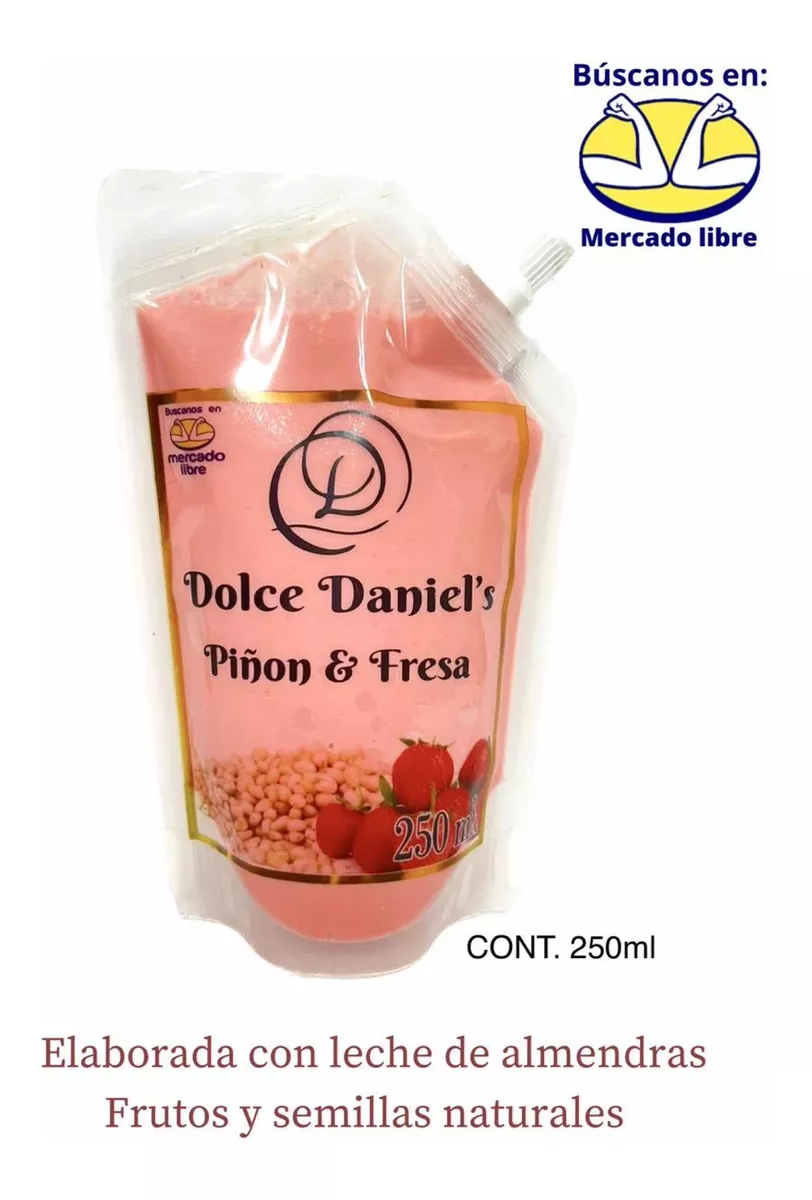 Búscanos en:
Mercado libre
Buscanos en
mercado
libre
D
Dolce Daniel's
Piñon & Fresa
250 ml
CONT. 250ml
Elaborada con leche de almendras
Frutos y semillas naturales